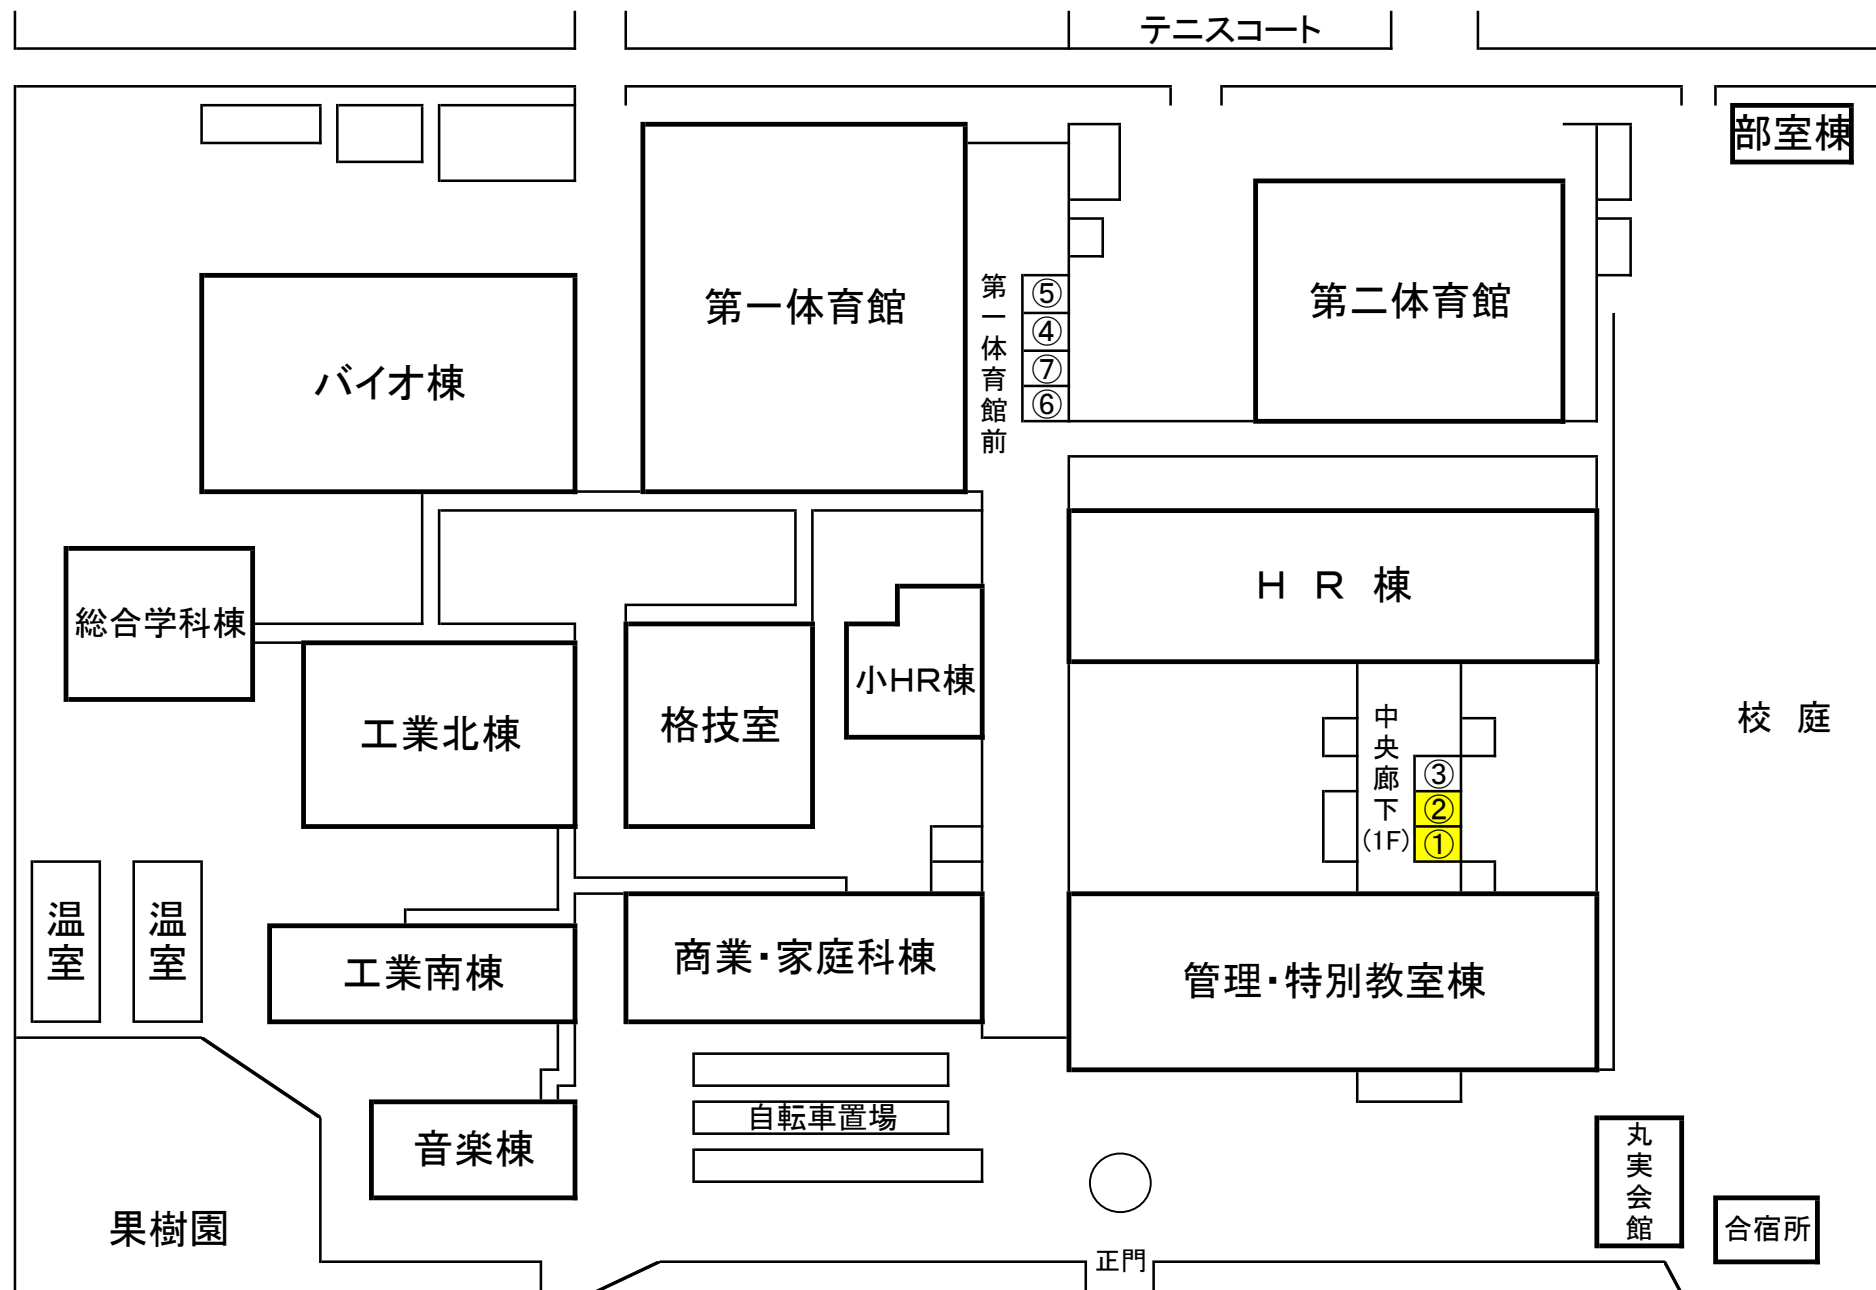 テニスコート
部室棟
第一体育館
第一体育館前
⑤
④
⑦
⑥
第二体育館
バイオ棟
総合学科棟
工業北棟
格技室
小HR棟
ＨＲ棟
校庭
中央廊下(1F)
③
②
①
温室
温室
工業南棟
商業・家庭科棟
管理・特別教室棟
自転車置場
音楽棟
丸実会館
果樹園
合宿所
正門